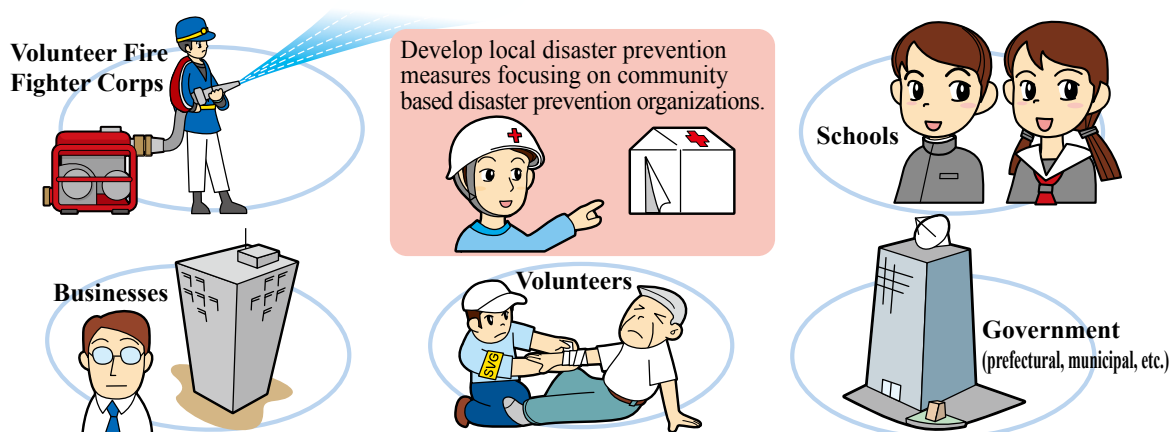 Volunteer Fire
Fighter Corps
Develop local disaster prevention
measures focusing on community
based disaster prevention organizations.
Schools
Businesses
Volunteers
SVG
Government
(prefectural, municipal, etc.)